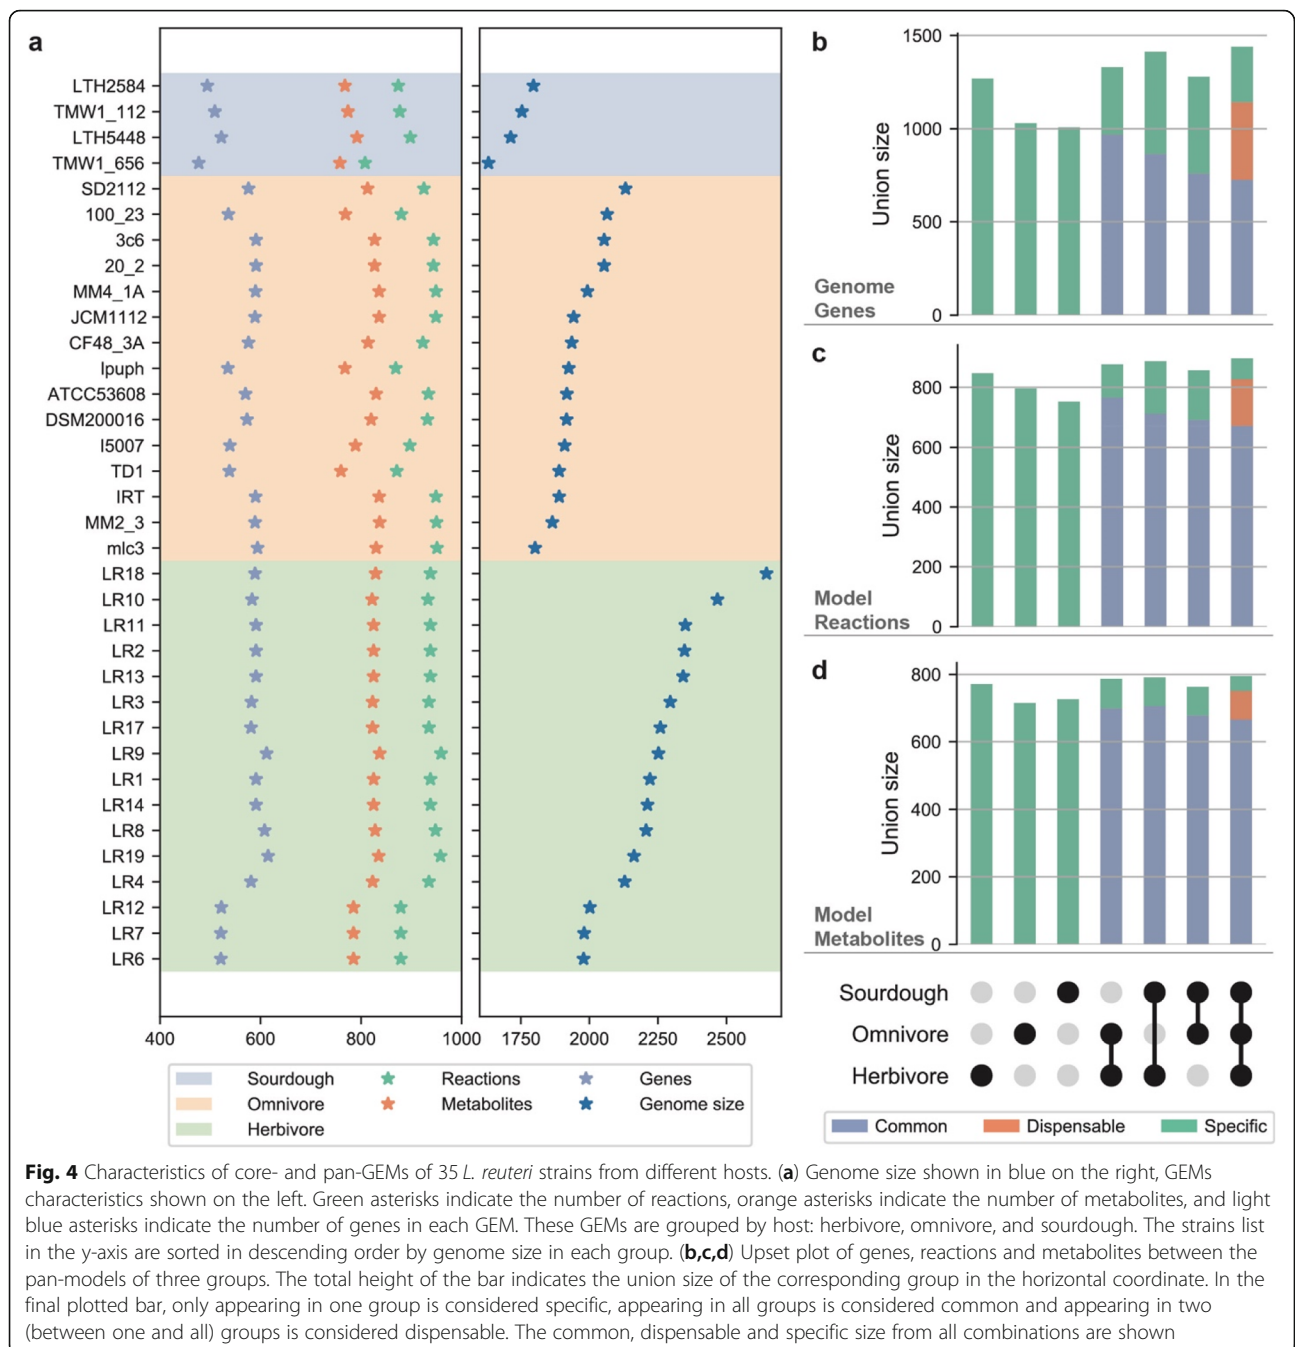 a
LTH2584
TMW1_112
LTH5448
TMW1_656
SD2112
100_23
3c6
20_2
MM4_1A
JCM1112
CF48_3A
lpuph
ATCC53608
DSM200016
I5007
TD1
IRT
MM2_3
mlc3
LR18
LR10
LR11
LR2
LR13
LR3
LR17
LR9
LR1
LR14
LR8
LR19
LR4
LR12
LR7
LR6
400 600 800 1000
1750 2000 2250 2500
Sourdough Reactions Genes
Omnivore Metabolites Genome size
Herbivore
b
1500
1000
500
0
Union size
Genome
Genes
c
800
600
400
200
0
Union size
Model
Reactions
d
800
600
400
200
0
Union size
Model
Metabolites
Sourdough
Omnivore
Herbivore
Common Dispensable Specific
Fig. 4 Characteristics of core- and pan-GEMs of 35 L. reuteri strains from different hosts. (a) Genome size shown in blue on the right, GEMs
characteristics shown on the left. Green asterisks indicate the number of reactions, orange asterisks indicate the number of metabolites, and light
blue asterisks indicate the number of genes in each GEM. These GEMs are grouped by host: herbivore, omnivore, and sourdough. The strains list
in the y-axis are sorted in descending order by genome size in each group. (b,c,d) Upset plot of genes, reactions and metabolites between the
pan-models of three groups. The total height of the bar indicates the union size of the corresponding group in the horizontal coordinate. In the
final plotted bar, only appearing in one group is considered specific, appearing in all groups is considered common and appearing in two
(between one and all) groups is considered dispensable. The common, dispensable and specific size from all combinations are shown